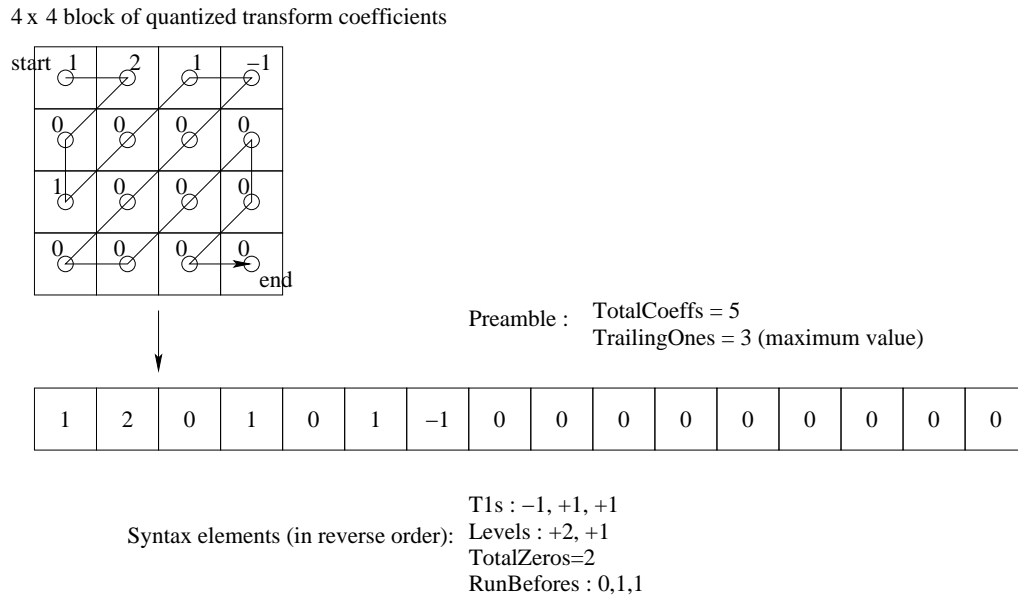 4 x 4 block of quantized transform coefficients
start 1 2 1 −1
0 0 0 0
1 0 0 0
0 0 0 0
end
Preamble : TotalCoeffs = 5
TrailingOnes = 3 (maximum value)
1 2 0 1 0 1 −1 0 0 0 0 0 0 0 0 0
T1s : −1, +1, +1
Syntax elements (in reverse order): Levels : +2, +1
TotalZeros=2
RunBefores : 0,1,1